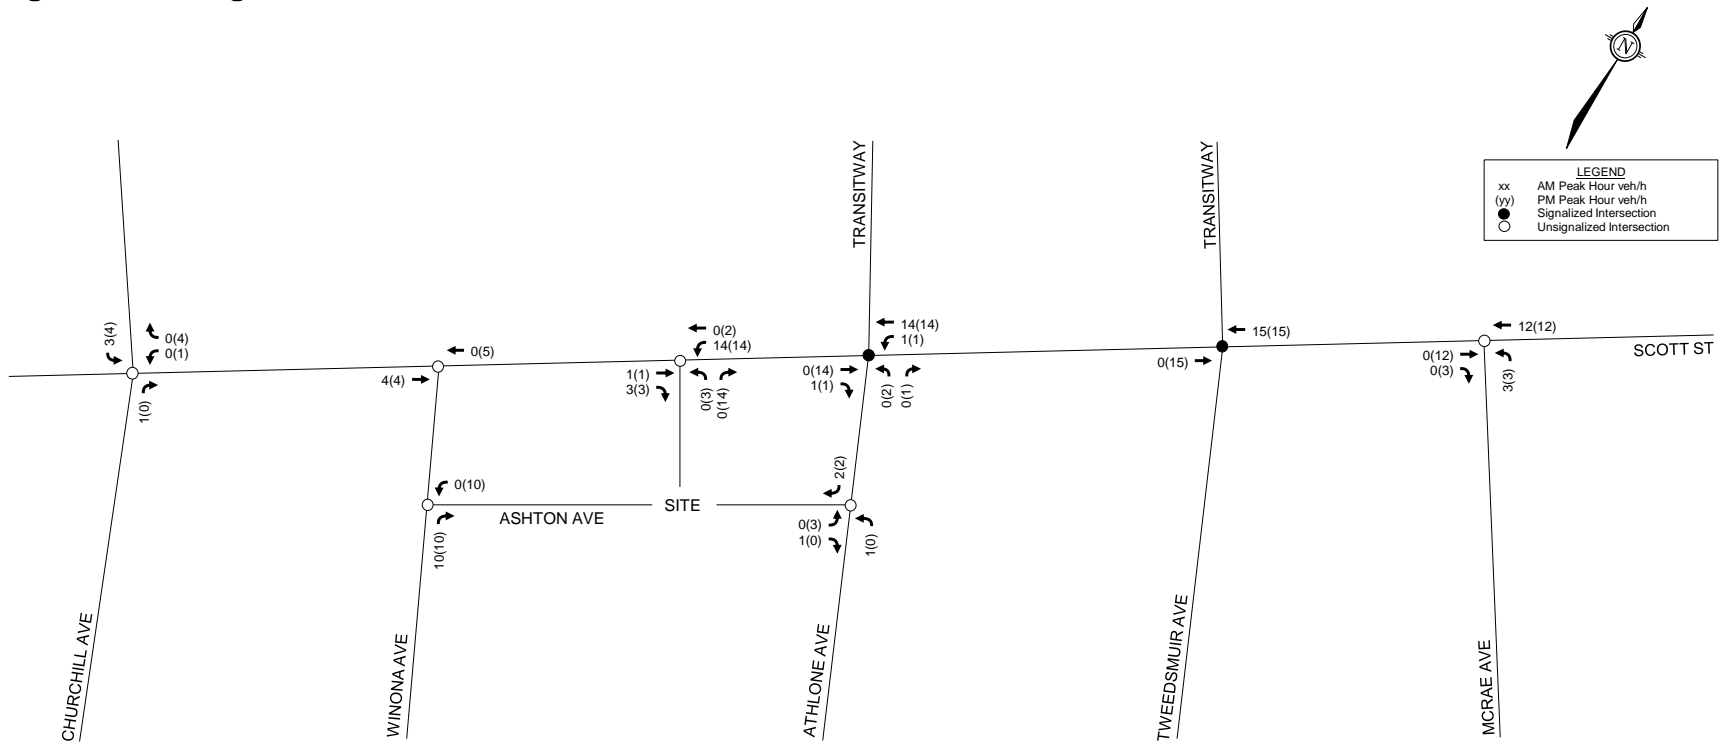 N
LEGEND
xx AM Peak Hour veh/h
(yy) PM Peak Hour veh/h
Signalized Intersection
Unsignalized Intersection
TRANSITWAY
TRANSITWAY
3(4)
0(4)
0(1)
1(0)
0(5)
4(4)
0(2)
14(14)
1(1)
3(3)
0(3)
0(14)
14(14)
1(1)
0(14)
1(1)
0(2)
0(1)
15(15)
0(15)
12(12)
0(12)
0(3)
3(3)
SCOTT ST
0(10)
10(10)
ASHTON AVE
SITE
2(2)
0(3)
1(0)
1(0)
CHURCHILL AVE
WINONA AVE
ATHLONE AVE
TWEEDSMUIR AVE
MCRAE AVE